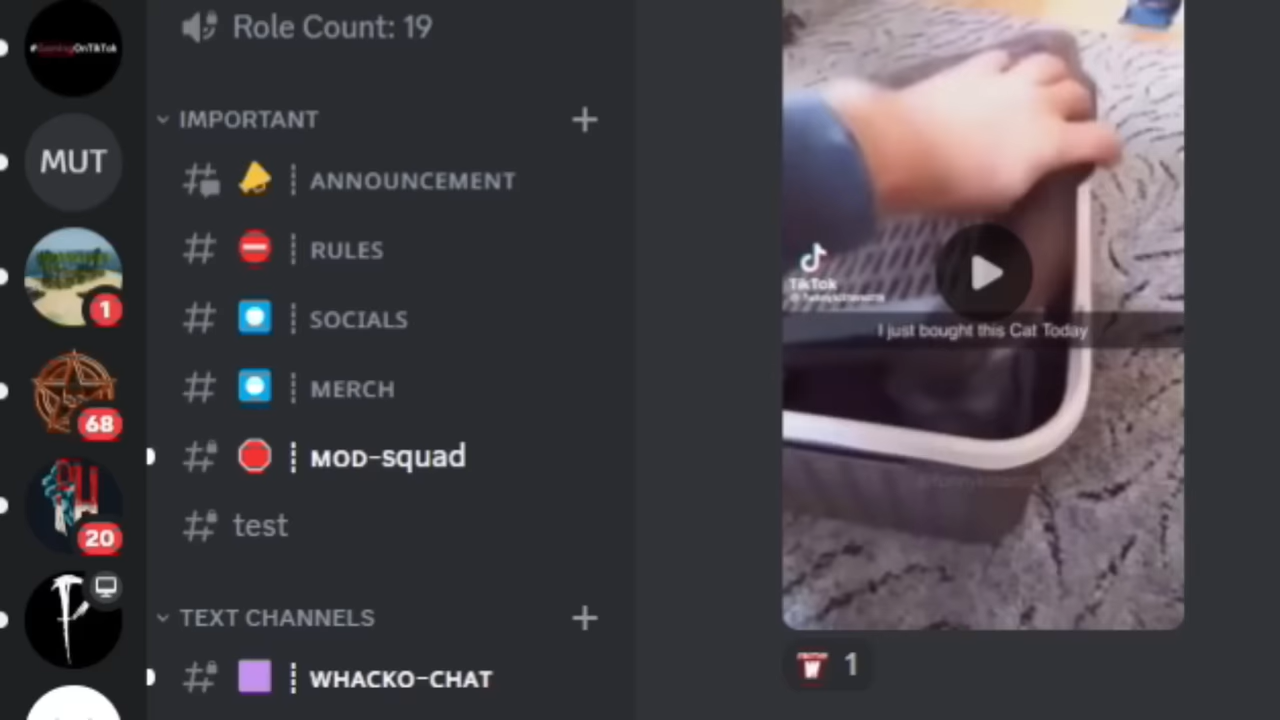 #GamingOnTikTok
MUT
1
68
20
Role Count: 19
IMPORTANT
ANNOUNCEMENT
RULES
SOCIALS
MERCH
MOD-squad
test
TEXT CHANNELS
WHACKO-CHAT
TikTok
I just bought this Cat Today
1